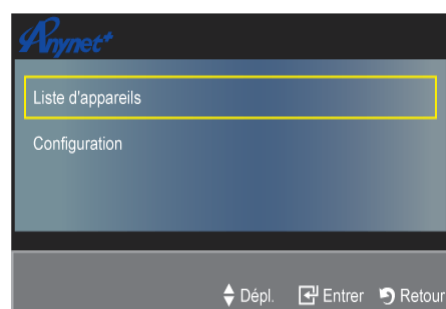 Anynet+
Liste d'appareils
Configuration
Dépl. Entrer Retour